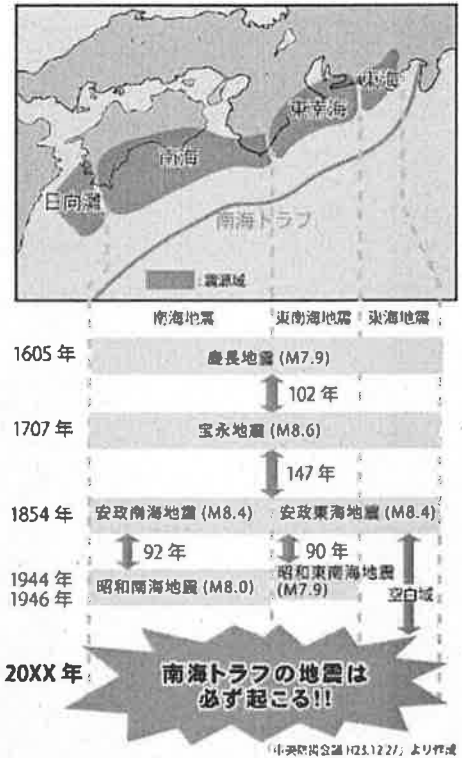 東海
東南海
南海
日向灘
南海トラフ
震源域
南海地震 東南海地震 東海地震
1605年 慶長地震(M7.9)
102年
1707年 宝永地震(M8.6)
147年
1854年 安政南海地震(M8.4) 安政東海地震(M8.4)
92年 90年
1944年 昭和東南海地震
1946年 昭和南海地震(M8.0) (M7.9)
空白域
20XX年 南海トラフの地震は
必ず起こる!!
「中央防災会議H23.12.27」より作成